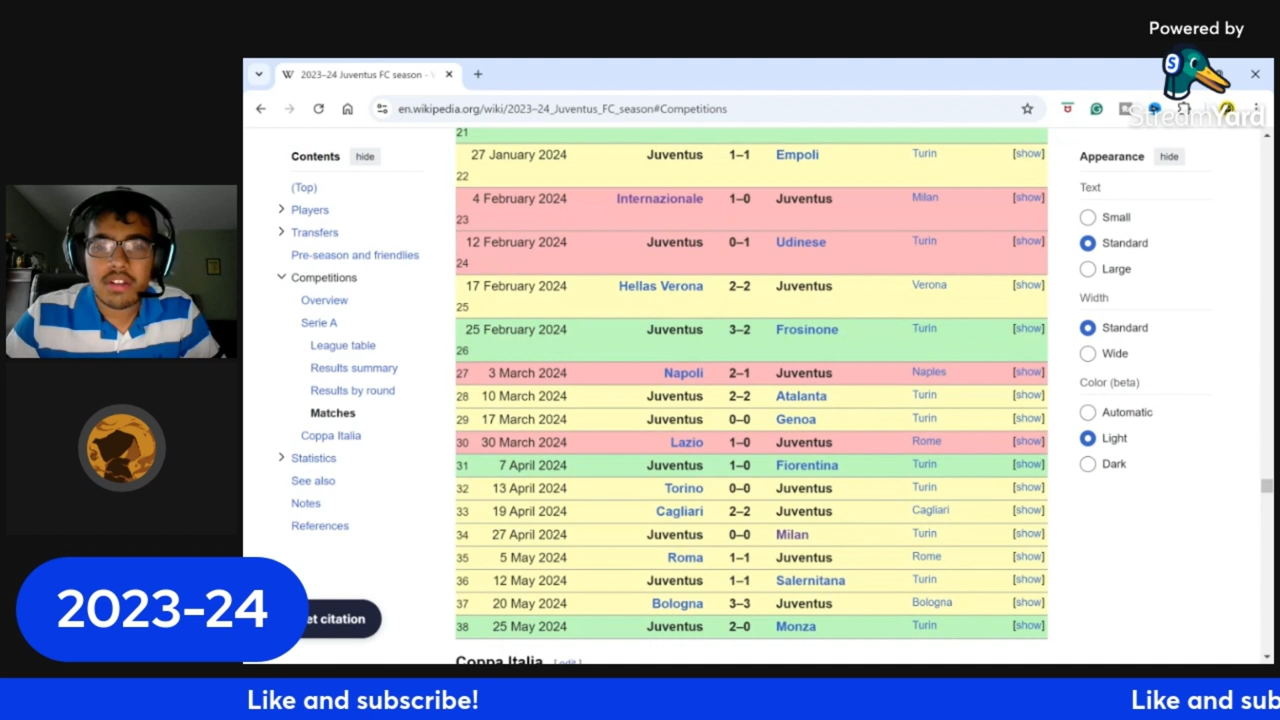 Powered by
StreamYard
2023–24 Juventus FC season -
en.wikipedia.org/wiki/2023–24_Juventus_FC_season#Competitions
Contents hide
(Top)
Players
Transfers
Pre-season and friendlies
Competitions
Overview
Serie A
League table
Results summary
Results by round
Matches
Coppa Italia
Statistics
See also
Notes
References
21
27 January 2024 Juventus 1–1 Empoli Turin [show]
22
4 February 2024 Internazionale 1–0 Juventus Milan [show]
23
12 February 2024 Juventus 0–1 Udinese Turin [show]
24
17 February 2024 Hellas Verona 2–2 Juventus Verona [show]
25
25 February 2024 Juventus 3–2 Frosinone Turin [show]
26
27 3 March 2024 Napoli 2–1 Juventus Naples [show]
28 10 March 2024 Juventus 2–2 Atalanta Turin [show]
29 17 March 2024 Juventus 0–0 Genoa Turin [show]
30 30 March 2024 Lazio 1–0 Juventus Rome [show]
31 7 April 2024 Juventus 1–0 Fiorentina Turin [show]
32 13 April 2024 Torino 0–0 Juventus Turin [show]
33 19 April 2024 Cagliari 2–2 Juventus Cagliari [show]
34 27 April 2024 Juventus 0–0 Milan Turin [show]
35 5 May 2024 Roma 1–1 Juventus Rome [show]
36 12 May 2024 Juventus 1–1 Salernitana Turin [show]
37 20 May 2024 Bologna 3–3 Juventus Bologna [show]
38 25 May 2024 Juventus 2–0 Monza Turin [show]
Coppa Italia [edit]
Appearance hide
Text
Small
Standard
Large
Width
Standard
Wide
Color (beta)
Automatic
Light
Dark
et citation
2023-24
Like and subscribe! Like and sub